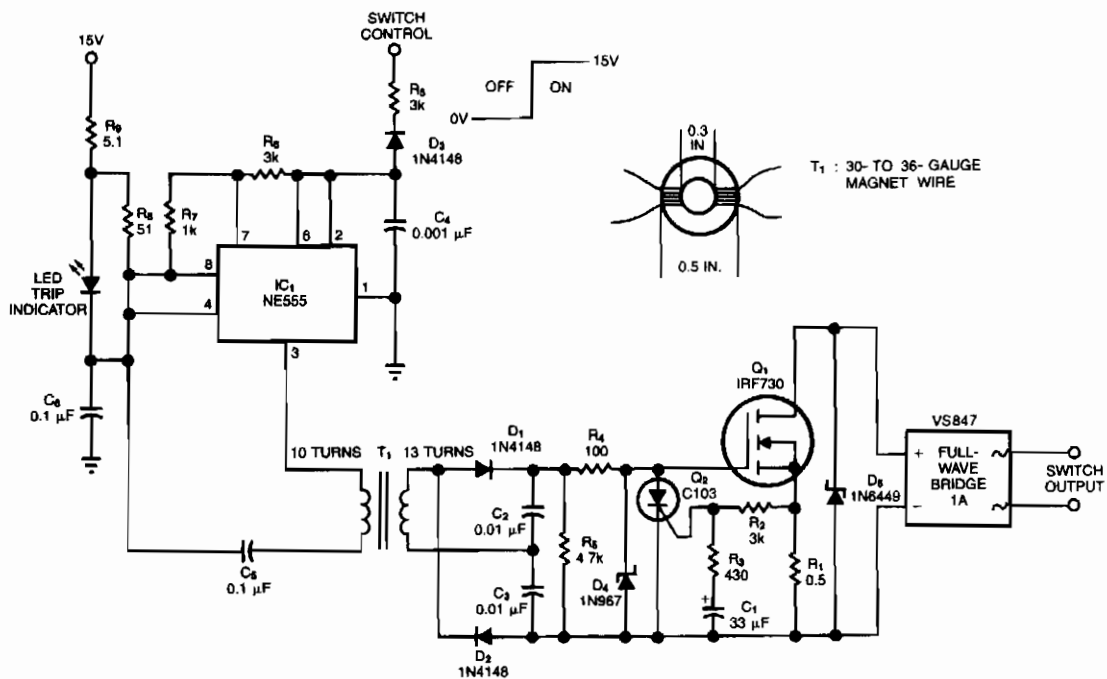 SWITCH
CONTROL
15V
R5
3k
OFF
ON
15V
0V
R9
5.1
D3
1N4148
R6
3k
0.3
IN
T1 : 30- TO 36- GAUGE
MAGNET WIRE
R8
51
R7
1k
C4
0.001 µF
7
6
2
LED
TRIP
INDICATOR
8
4
IC1
NE555
1
0.5 IN.
3
Q1
IRF730
C6
0.1 µF
VS847
10 TURNS
T1
13 TURNS
D1
1N4148
R4
100
+
FULL-
WAVE
BRIDGE
1A
−
SWITCH
OUTPUT
Q2
C103
D5
1N6449
C2
0.01 µF
R2
3k
R5
4.7k
R3
430
R1
0.5
C5
0.1 µF
C3
0.01 µF
D4
1N967
+
C1
33 µF
D2
1N4148